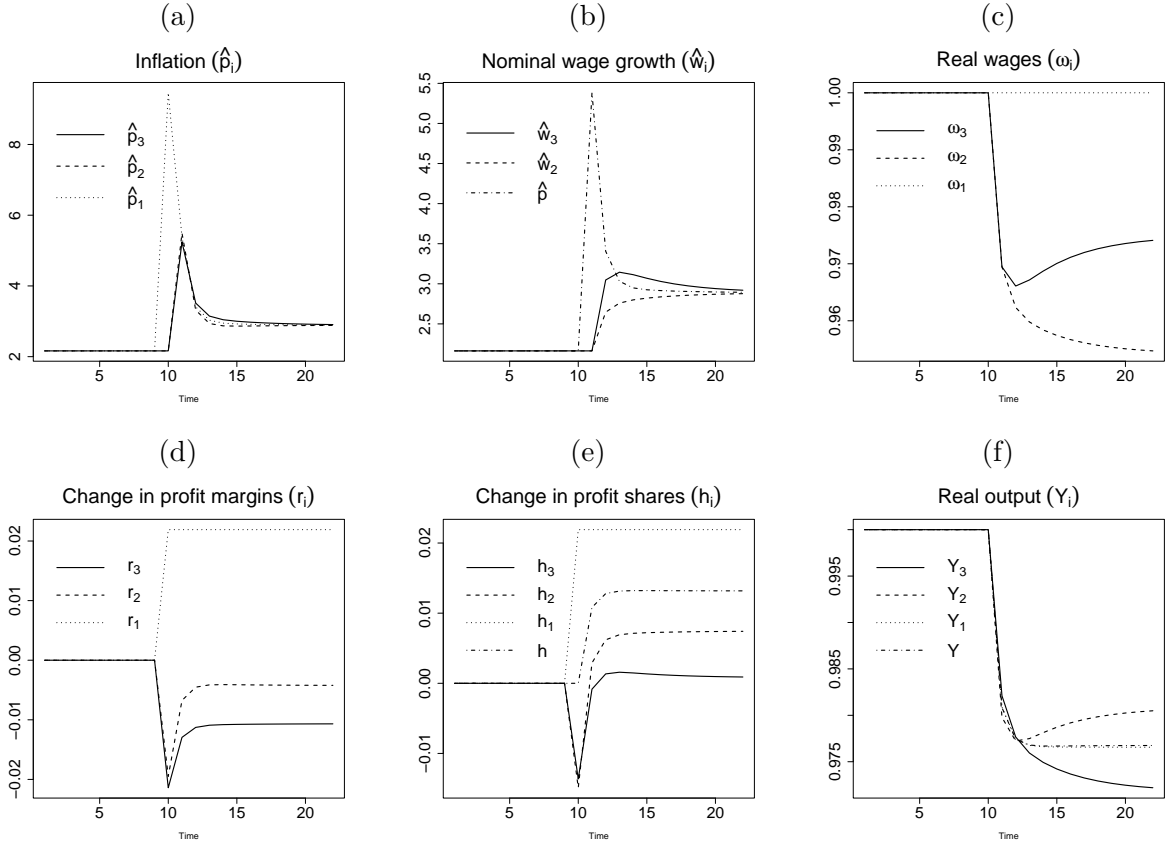 (a)
Inflation (p̂ᵢ)
8
6
4
3
2
p̂₃
p̂₂
p̂₁
5
10
15
20
Time
(b)
Nominal wage growth (ŵᵢ)
5.5
5.0
4.5
4.0
3.5
3.0
2.5
ŵ₃
ŵ₂
p̂
5
10
15
20
Time
(c)
Real wages (ωᵢ)
1.00
0.99
0.98
0.97
0.96
ω₃
ω₂
ω₁
5
10
15
20
Time
(d)
Change in profit margins (rᵢ)
0.02
0.01
0.00
−0.01
−0.02
r₃
r₂
r₁
5
10
15
20
Time
(e)
Change in profit shares (hᵢ)
0.02
0.01
0.00
−0.01
h₃
h₂
h₁
h
5
10
15
20
Time
(f)
Real output (Yᵢ)
0.995
0.985
0.975
Y₃
Y₂
Y₁
Y
5
10
15
20
Time